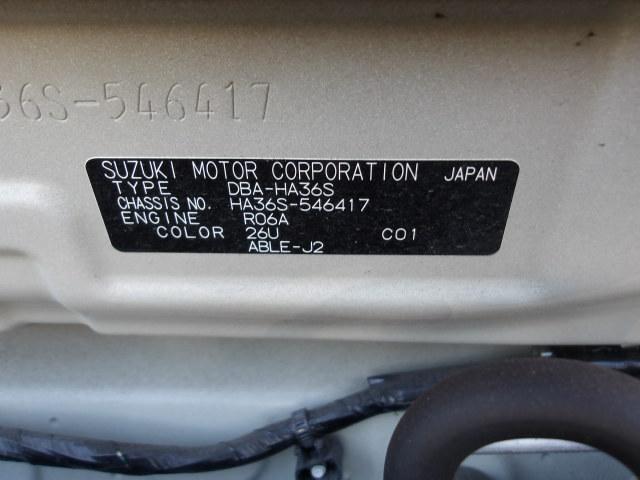 36S-546417
SUZUKI MOTOR CORPORATION JAPAN
TYPE DBA-HA36S
CHASSIS NO. HA36S-546417
ENGINE R06A
COLOR 26U C01
ABLE-J2